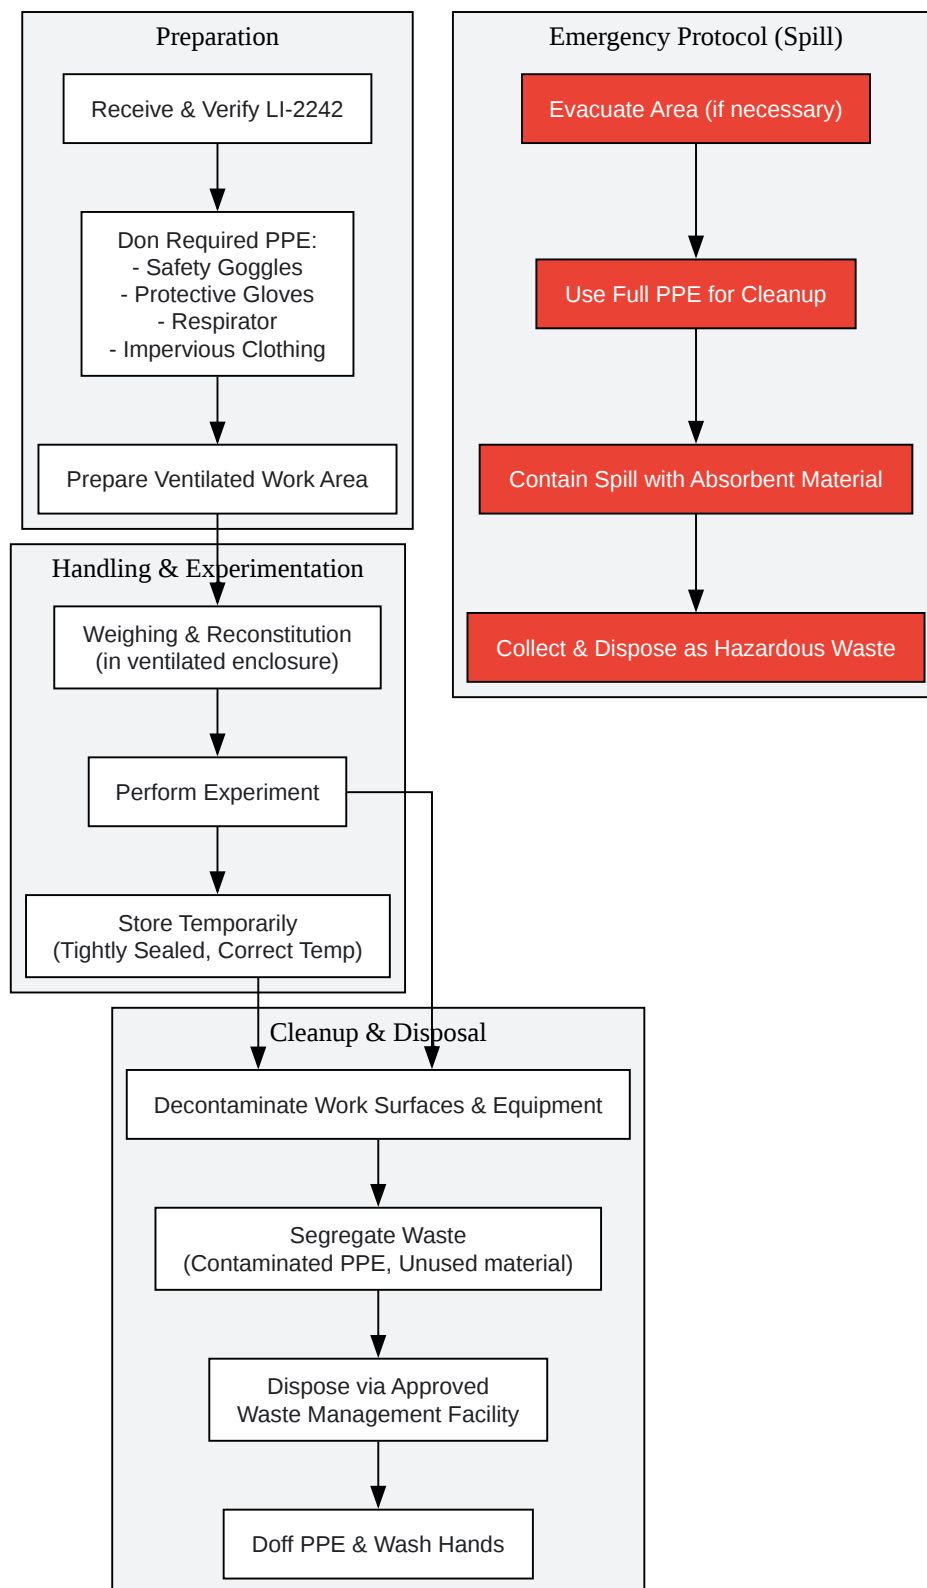 Preparation
Receive & Verify LI-2242
Don Required PPE:
- Safety Goggles
- Protective Gloves
- Respirator
- Impervious Clothing
Prepare Ventilated Work Area
Handling & Experimentation
Weighing & Reconstitution
(in ventilated enclosure)
Perform Experiment
Store Temporarily
(Tightly Sealed, Correct Temp)
Cleanup & Disposal
Decontaminate Work Surfaces & Equipment
Segregate Waste
(Contaminated PPE, Unused material)
Dispose via Approved
Waste Management Facility
Doff PPE & Wash Hands
Emergency Protocol (Spill)
Evacuate Area (if necessary)
Use Full PPE for Cleanup
Contain Spill with Absorbent Material
Collect & Dispose as Hazardous Waste